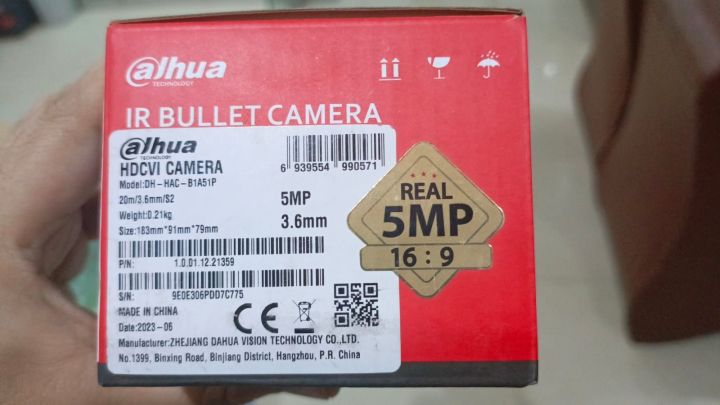 alhua
TECHNOLOGY
IR BULLET CAMERA
alhua
TECHNOLOGY
HDCVI CAMERA
Model:DH-HAC-B1A51P
20m/3.6mm/S2
Weight:0.21kg
Size:183mm*91mm*79mm
6 939554 990571
5MP
3.6mm
P/N: 1.0.01.12.21359
S/N: 9E0E306PDD7C775
MADE IN CHINA
Date:2023-06
CE
Manufacturer:ZHEJIANG DAHUA VISION TECHNOLOGY CO.,LTD.
No.1399, Binxing Road, Binjiang District, Hangzhou, P.R. China
REAL
5MP
16:9